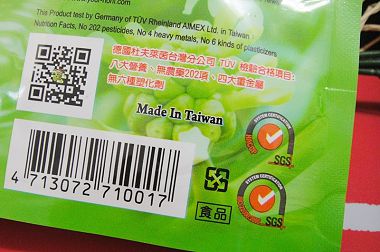 This product Test by Germany of TÜV Rheinland AIMEX Ltd. in Taiwan !
Nutrition Facts, No 202 pesticides, No 4 heavy metals, No 6 kinds of plasticizers
德國杜夫萊茵台灣分公司 TÜV 檢驗合格項目:
八大營養、無農藥202項、四大重金屬
無六種塑化劑
Made In Taiwan
SYSTEM CERTIFICATION
SGS
SYSTEM CERTIFICATION
SGS
4 713072 710017
食品